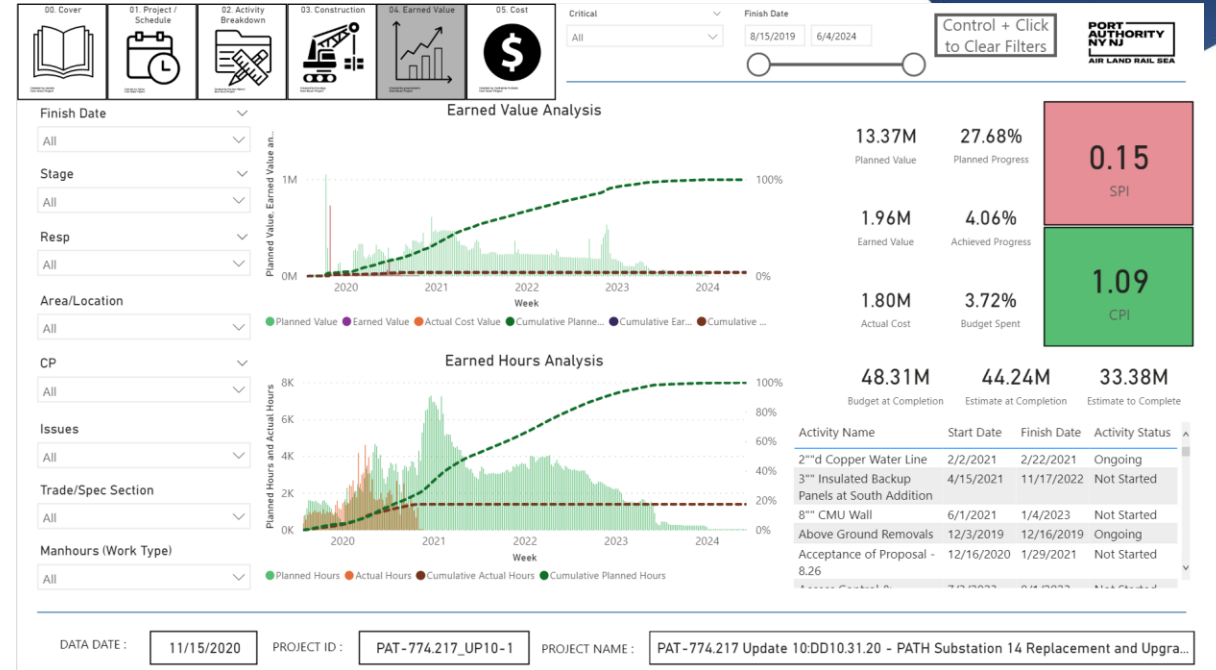 00. Cover
01. Project /
Schedule
02. Activity
Breakdown
03. Construction
04. Earned Value
05. Cost
Critical
All
Finish Date
8/15/2019
6/4/2024
Control + Click
to Clear Filters
PORT
AUTHORITY
NY NJ
AIR LAND RAIL SEA
Finish Date
All
Stage
All
Resp
All
Area/Location
All
CP
All
Issues
All
Trade/Spec Section
All
Manhours (Work Type)
All
Earned Value Analysis
Planned Value, Earned Value an...
1M
0M
100%
0%
2020
2021
2022
2023
2024
Week
Planned Value
Earned Value
Actual Cost Value
Cumulative Planne...
Cumulative Ear...
Cumulative ...
Earned Hours Analysis
Planned Hours and Actual Hours
8K
6K
4K
2K
0K
100%
80%
60%
40%
20%
0%
2020
2021
2022
2023
2024
Week
Planned Hours
Actual Hours
Cumulative Actual Hours
Cumulative Planned Hours
13.37M
Planned Value
27.68%
Planned Progress
0.15
SPI
1.96M
Earned Value
4.06%
Achieved Progress
1.80M
Actual Cost
3.72%
Budget Spent
1.09
CPI
48.31M
Budget at Completion
44.24M
Estimate at Completion
33.38M
Estimate to Complete
Activity Name Start Date Finish Date Activity Status
2""d Copper Water Line 2/2/2021 2/22/2021 Ongoing
3"" Insulated Backup 4/15/2021 11/17/2022 Not Started
Panels at South Addition
8"" CMU Wall 6/1/2021 1/4/2023 Not Started
Above Ground Removals 12/3/2019 12/16/2019 Ongoing
Acceptance of Proposal - 12/16/2020 1/29/2021 Not Started
8.26
DATA DATE :
11/15/2020
PROJECT ID :
PAT-774.217_UP10-1
PROJECT NAME :
PAT-774.217 Update 10:DD10.31.20 - PATH Substation 14 Replacement and Upgra...